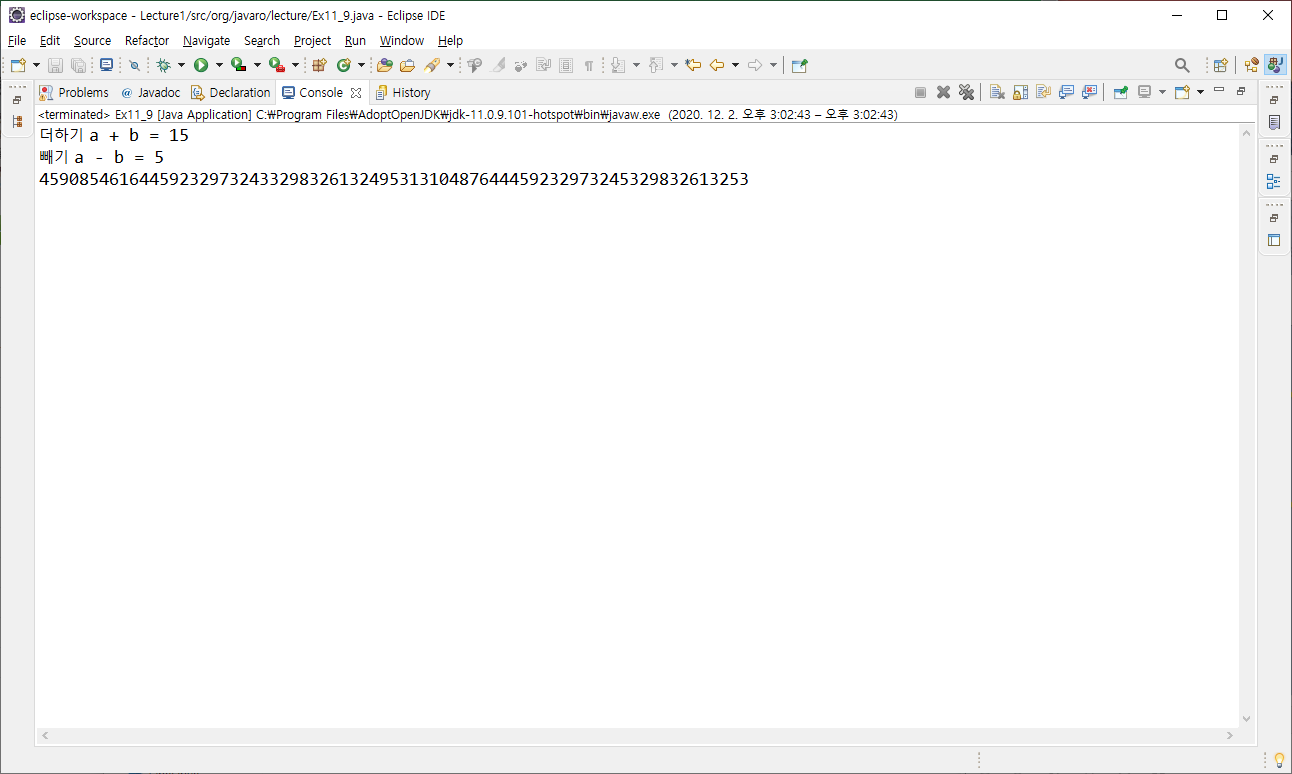 eclipse-workspace - Lecture1/src/org/javaro/lecture/Ex11_9.java - Eclipse IDE
File Edit Source Refactor Navigate Search Project Run Window Help
Problems @ Javadoc Declaration Console History
<terminated> Ex11_9 [Java Application] C:₩Program Files₩AdoptOpenJDK₩jdk-11.0.9.101-hotspot₩bin₩javaw.exe (2020. 12. 2. 오후 3:02:43 – 오후 3:02:43)
더하기 a + b = 15
빼기 a - b = 5
45908546164459232973243329832613249531310487644459232973245329832613253